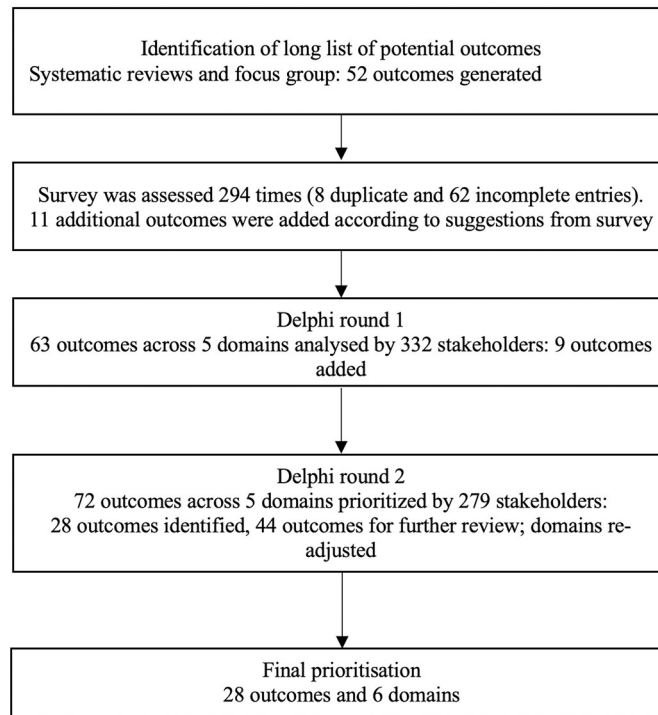 Identification of long list of potential outcomes
Systematic reviews and focus group: 52 outcomes generated
Survey was assessed 294 times (8 duplicate and 62 incomplete entries).
11 additional outcomes were added according to suggestions from survey
Delphi round 1
63 outcomes across 5 domains analysed by 332 stakeholders: 9 outcomes
added
Delphi round 2
72 outcomes across 5 domains prioritized by 279 stakeholders:
28 outcomes identified, 44 outcomes for further review; domains re-
adjusted
Final prioritisation
28 outcomes and 6 domains